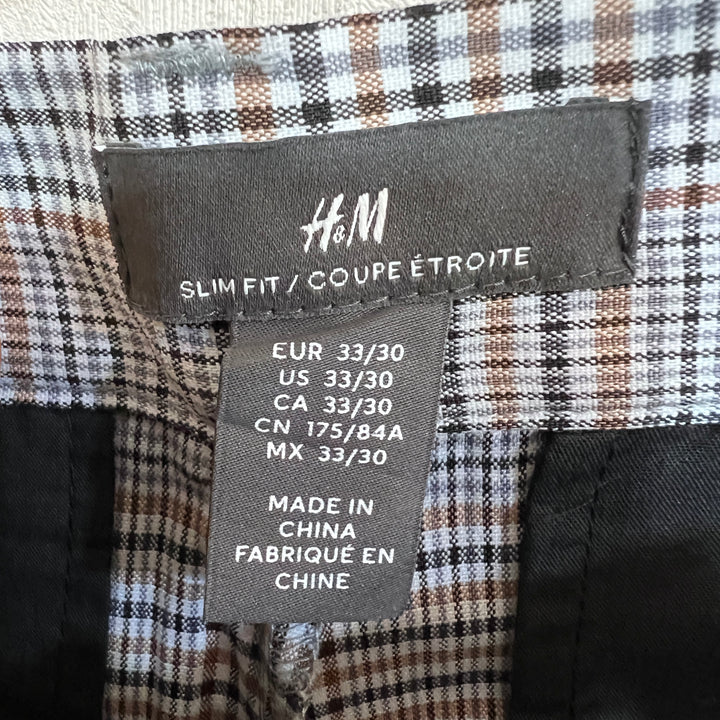 H&M
SLIM FIT / COUPE ÉTROITE
EUR 33/30
US 33/30
CA 33/30
CN 175/84A
MX 33/30
MADE IN
CHINA
FABRIQUÉ EN
CHINE